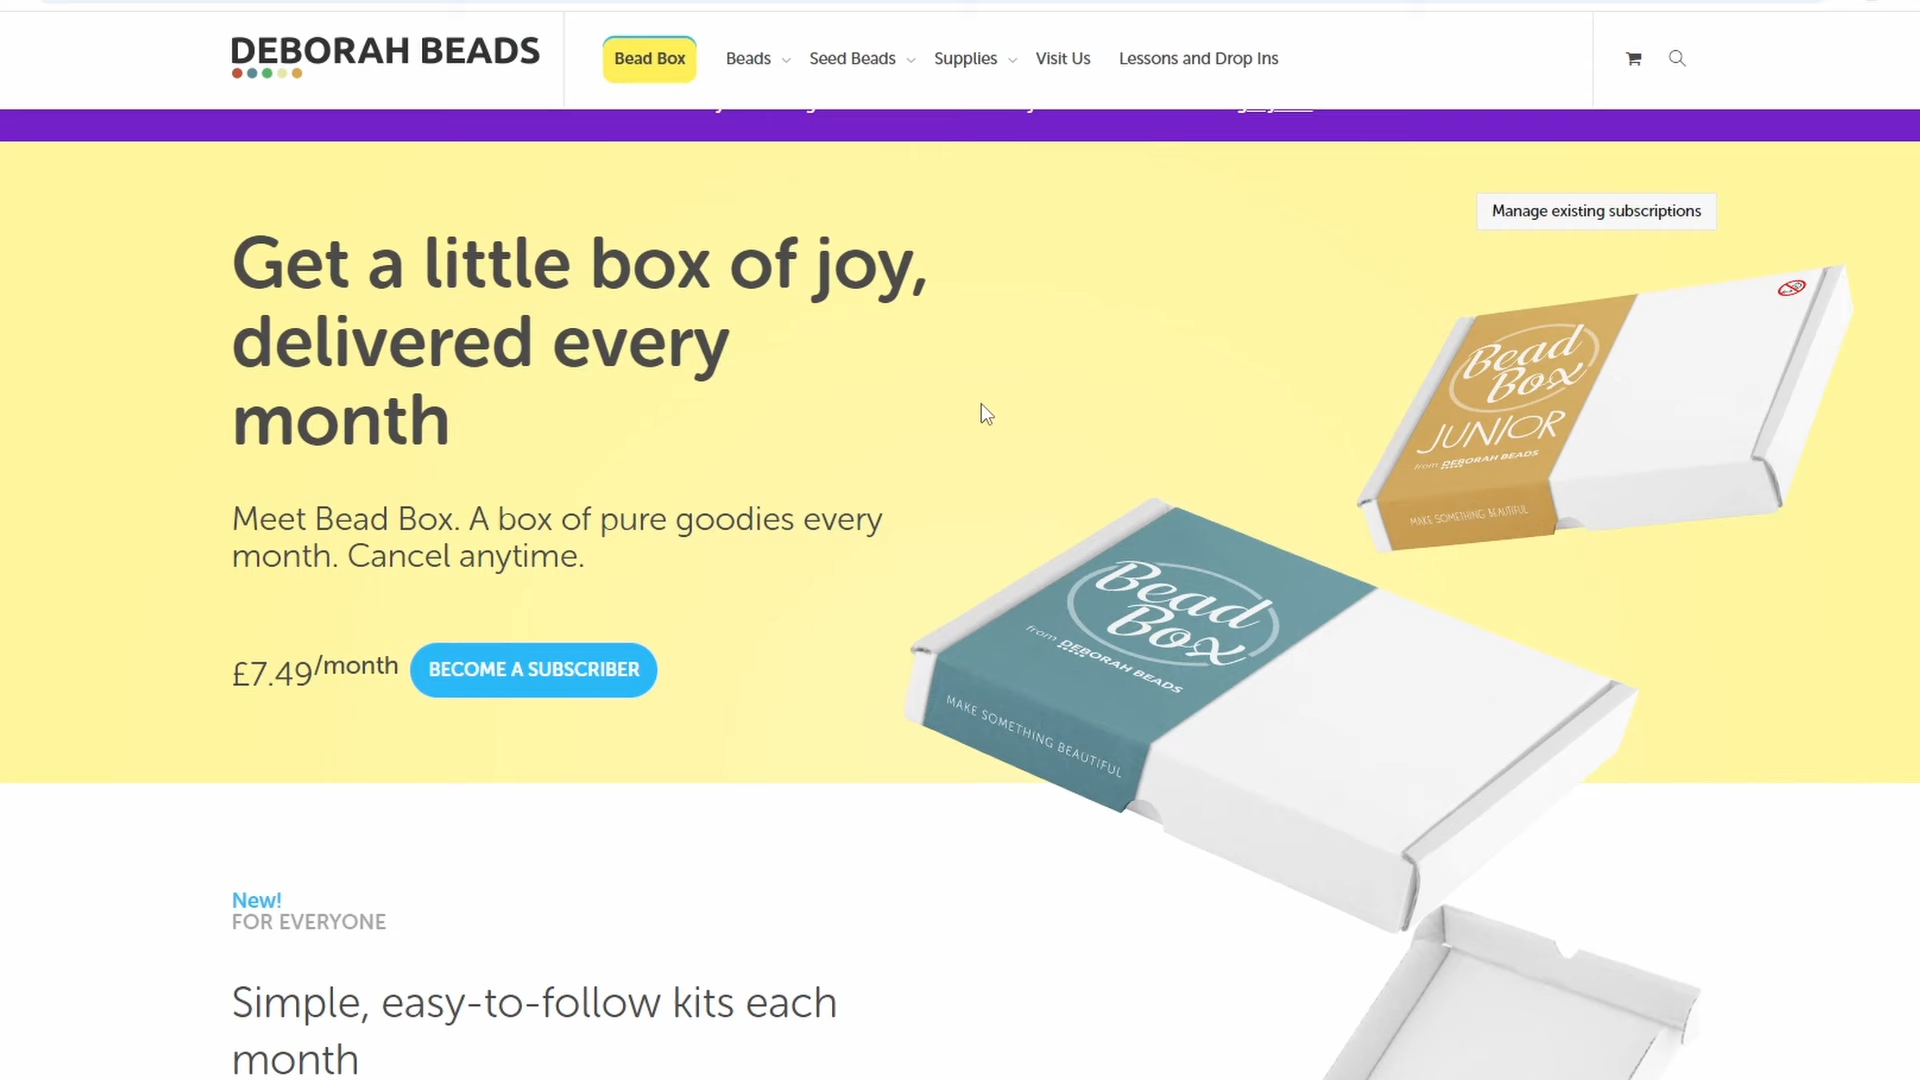 DEBORAH BEADS
Bead Box
Beads
Seed Beads
Supplies
Visit Us
Lessons and Drop Ins
Manage existing subscriptions
Get a little box of joy,
delivered every
month
Meet Bead Box. A box of pure goodies every
month. Cancel anytime.
£7.49/month
BECOME A SUBSCRIBER
Bead
Box
JUNIOR
from DEBORAH BEADS
MAKE SOMETHING BEAUTIFUL
Bead
Box
from DEBORAH BEADS
MAKE SOMETHING BEAUTIFUL
New!
FOR EVERYONE
Simple, easy-to-follow kits each
month